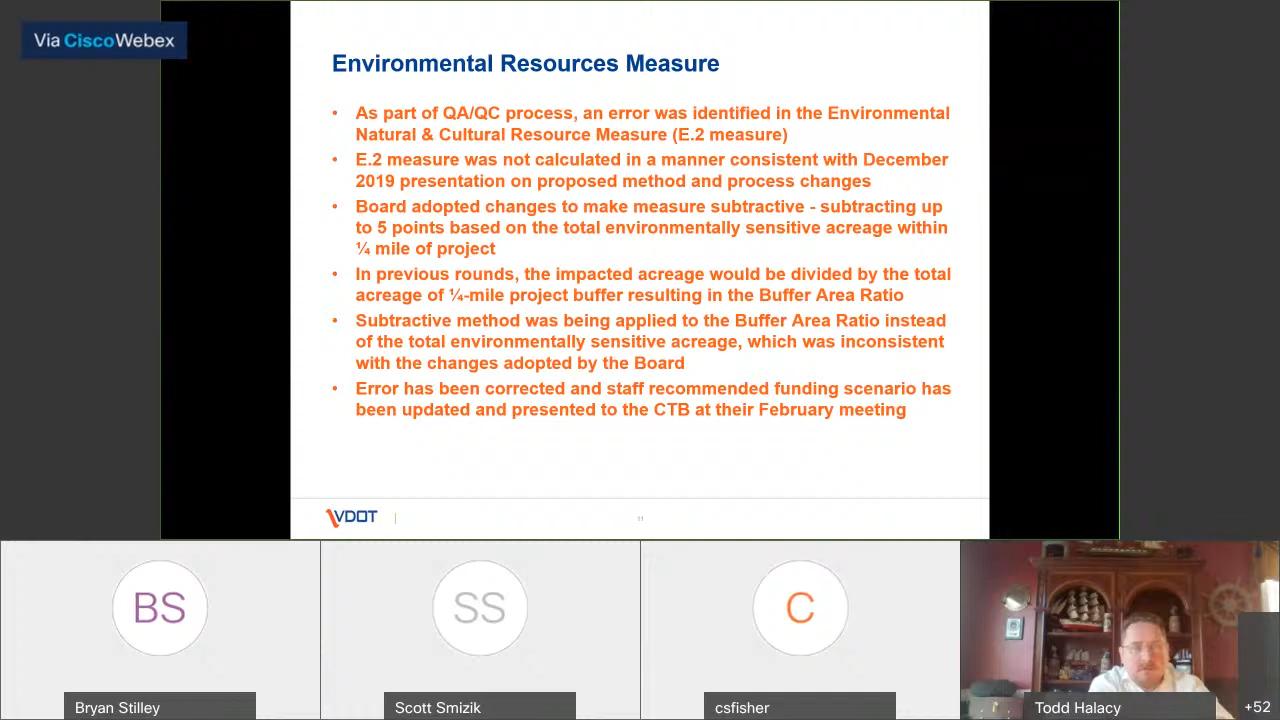 Via CiscoWebex
Environmental Resources Measure
• As part of QA/QC process, an error was identified in the Environmental
Natural & Cultural Resource Measure (E.2 measure)
• E.2 measure was not calculated in a manner consistent with December
2019 presentation on proposed method and process changes
• Board adopted changes to make measure subtractive - subtracting up
to 5 points based on the total environmentally sensitive acreage within
¼ mile of project
• In previous rounds, the impacted acreage would be divided by the total
acreage of ¼-mile project buffer resulting in the Buffer Area Ratio
• Subtractive method was being applied to the Buffer Area Ratio instead
of the total environmentally sensitive acreage, which was inconsistent
with the changes adopted by the Board
• Error has been corrected and staff recommended funding scenario has
been updated and presented to the CTB at their February meeting
VDOT
11
BS
SS
C
Bryan Stilley
Scott Smizik
csfisher
Todd Halacy
+52